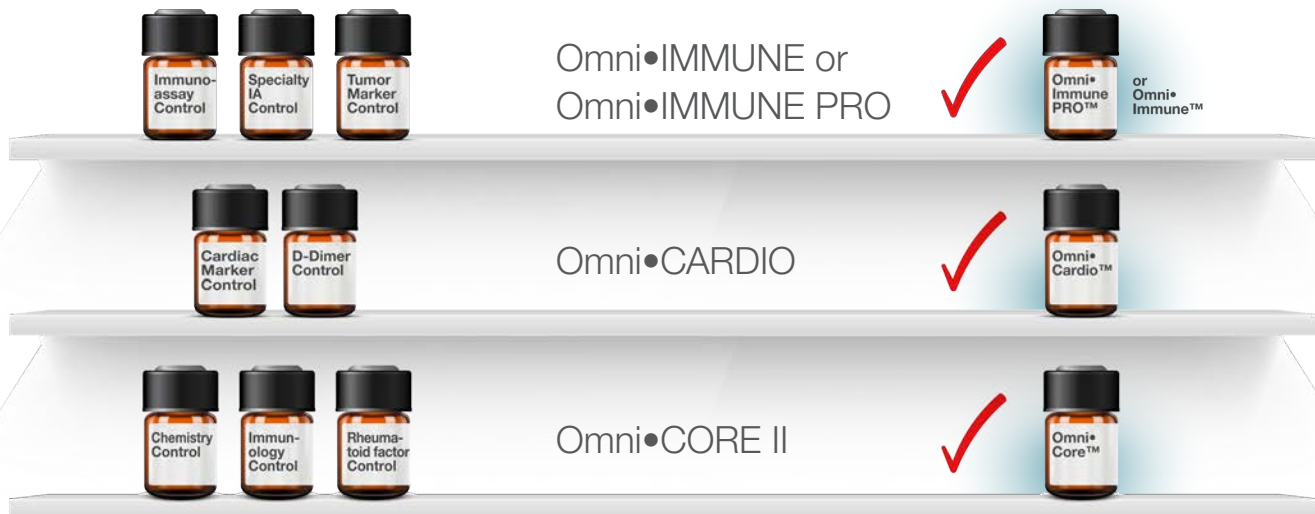 Immuno-
assay
Control
Specialty
IA
Control
Tumor
Marker
Control
Omni•IMMUNE or
Omni•IMMUNE PRO
Omni•
Immune
PRO™
or
Omni•
Immune™
Cardiac
Marker
Control
D-Dimer
Control
Omni•CARDIO
Omni•
Cardio™
Chemistry
Control
Immun-
ology
Control
Rheuma-
toid factor
Control
Omni•CORE II
Omni•
Core™